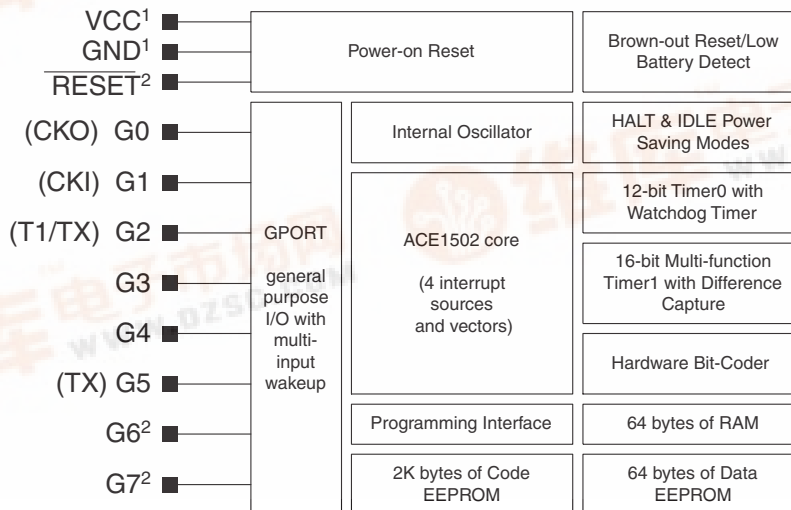 VCC1
GND1
RESET2
Power-on Reset
Brown-out Reset/Low
Battery Detect
(CKO) G0
(CKI) G1
(T1/TX) G2
G3
G4
(TX) G5
G6²
G7²
GPORT
general
purpose
I/O with
multi-
input
wakeup
Internal Oscillator
HALT & IDLE Power
Saving Modes
ACE1502 core
(4 interrupt
sources
and vectors)
12-bit Timer0 with
Watchdog Timer
16-bit Multi-function
Timer1 with Difference
Capture
Hardware Bit-Coder
Programming Interface
64 bytes of RAM
2K bytes of Code
EEPROM
64 bytes of Data
EEPROM